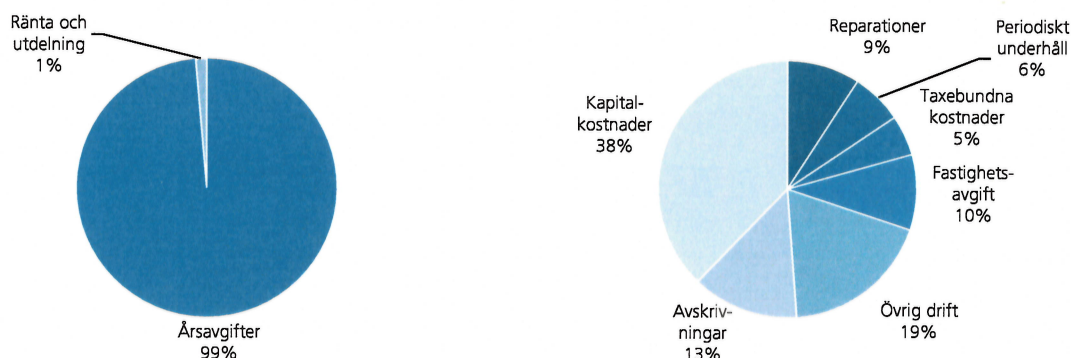 Ränta och
utdelning
1%
Årsavgifter
99%
Reparationer
9%
Periodiskt
underhåll
6%
Taxebundna
kostnader
5%
Fastighets-
avgift
10%
Övrig drift
19%
Avskriv-
ningar
13%
Kapital-
kostnader
38%